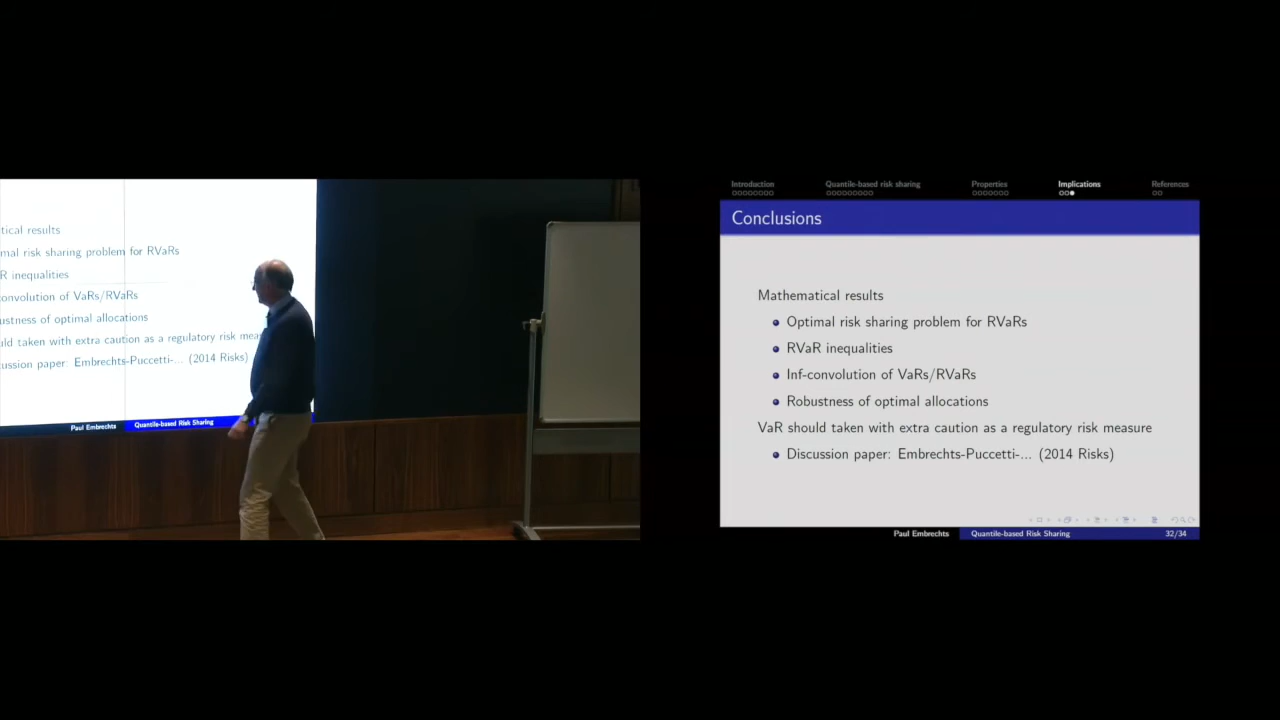 tical results
mal risk sharing problem for RVaRs
R inequalities
convolution of VaRs/RVaRs
ustness of optimal allocations
uld taken with extra caution as a regulatory risk mea
ussion paper: Embrechts-Puccetti-... (2014 Risks)
Paul Embrechts Quantile-based Risk Sharing
Introduction Quantile-based risk sharing Properties Implications References
Conclusions
Mathematical results
Optimal risk sharing problem for RVaRs
RVaR inequalities
Inf-convolution of VaRs/RVaRs
Robustness of optimal allocations
VaR should taken with extra caution as a regulatory risk measure
Discussion paper: Embrechts-Puccetti-... (2014 Risks)
Paul Embrechts Quantile-based Risk Sharing 32/34